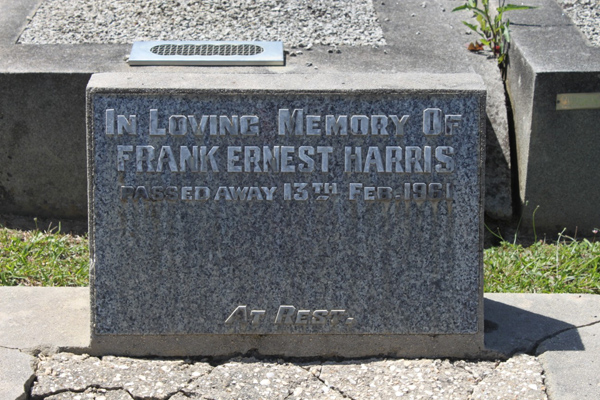 In Loving Memory Of
FRANK ERNEST HARRIS
PASSED AWAY 13TH FEB. 1961
At Rest.